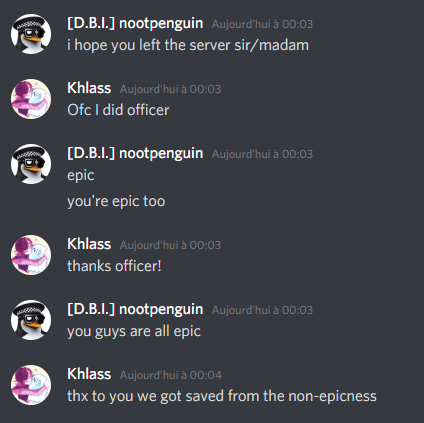 [D.B.I.] nootpenguin Aujourd'hui à 00:03
i hope you left the server sir/madam
Khlass Aujourd'hui à 00:03
Ofc I did officer
[D.B.I.] nootpenguin Aujourd'hui à 00:03
epic
you're epic too
Khlass Aujourd'hui à 00:03
thanks officer!
[D.B.I.] nootpenguin Aujourd'hui à 00:03
you guys are all epic
Khlass Aujourd'hui à 00:04
thx to you we got saved from the non-epicness